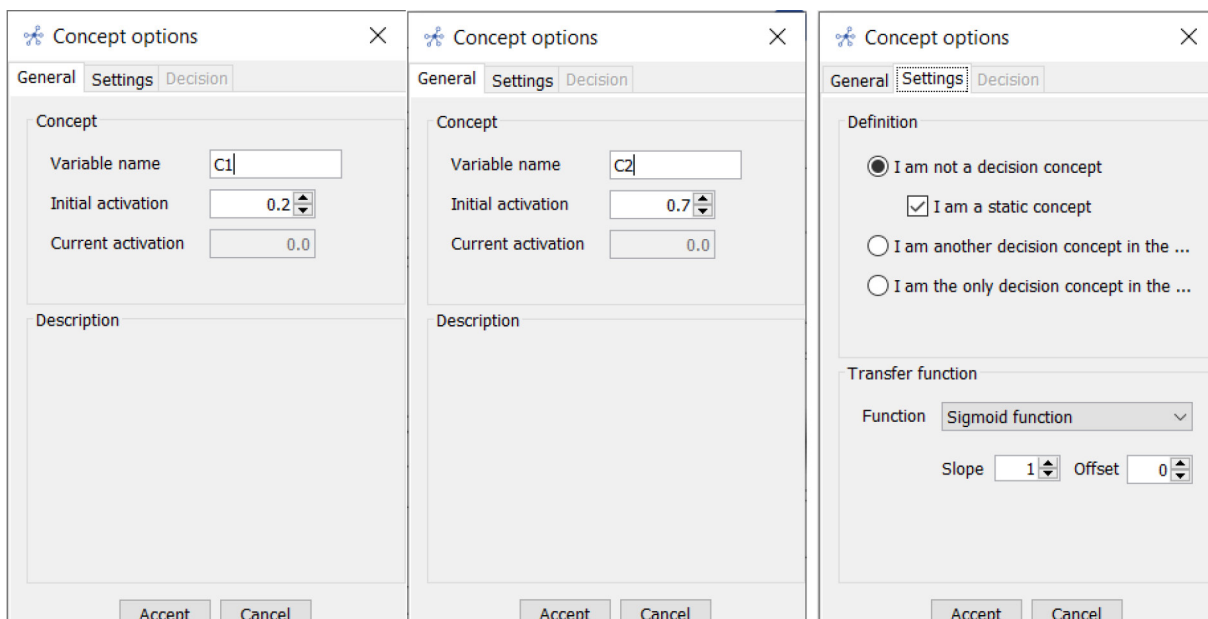 Concept options
General Settings Decision
Concept
Variable name C1
Initial activation 0.2
Current activation 0.0
Description
Accept Cancel
Concept options
General Settings Decision
Concept
Variable name C2
Initial activation 0.7
Current activation 0.0
Description
Accept Cancel
Concept options
General Settings Decision
Definition
I am not a decision concept
I am a static concept
I am another decision concept in the ...
I am the only decision concept in the ...
Transfer function
Function Sigmoid function
Slope 1 Offset 0
Accept Cancel